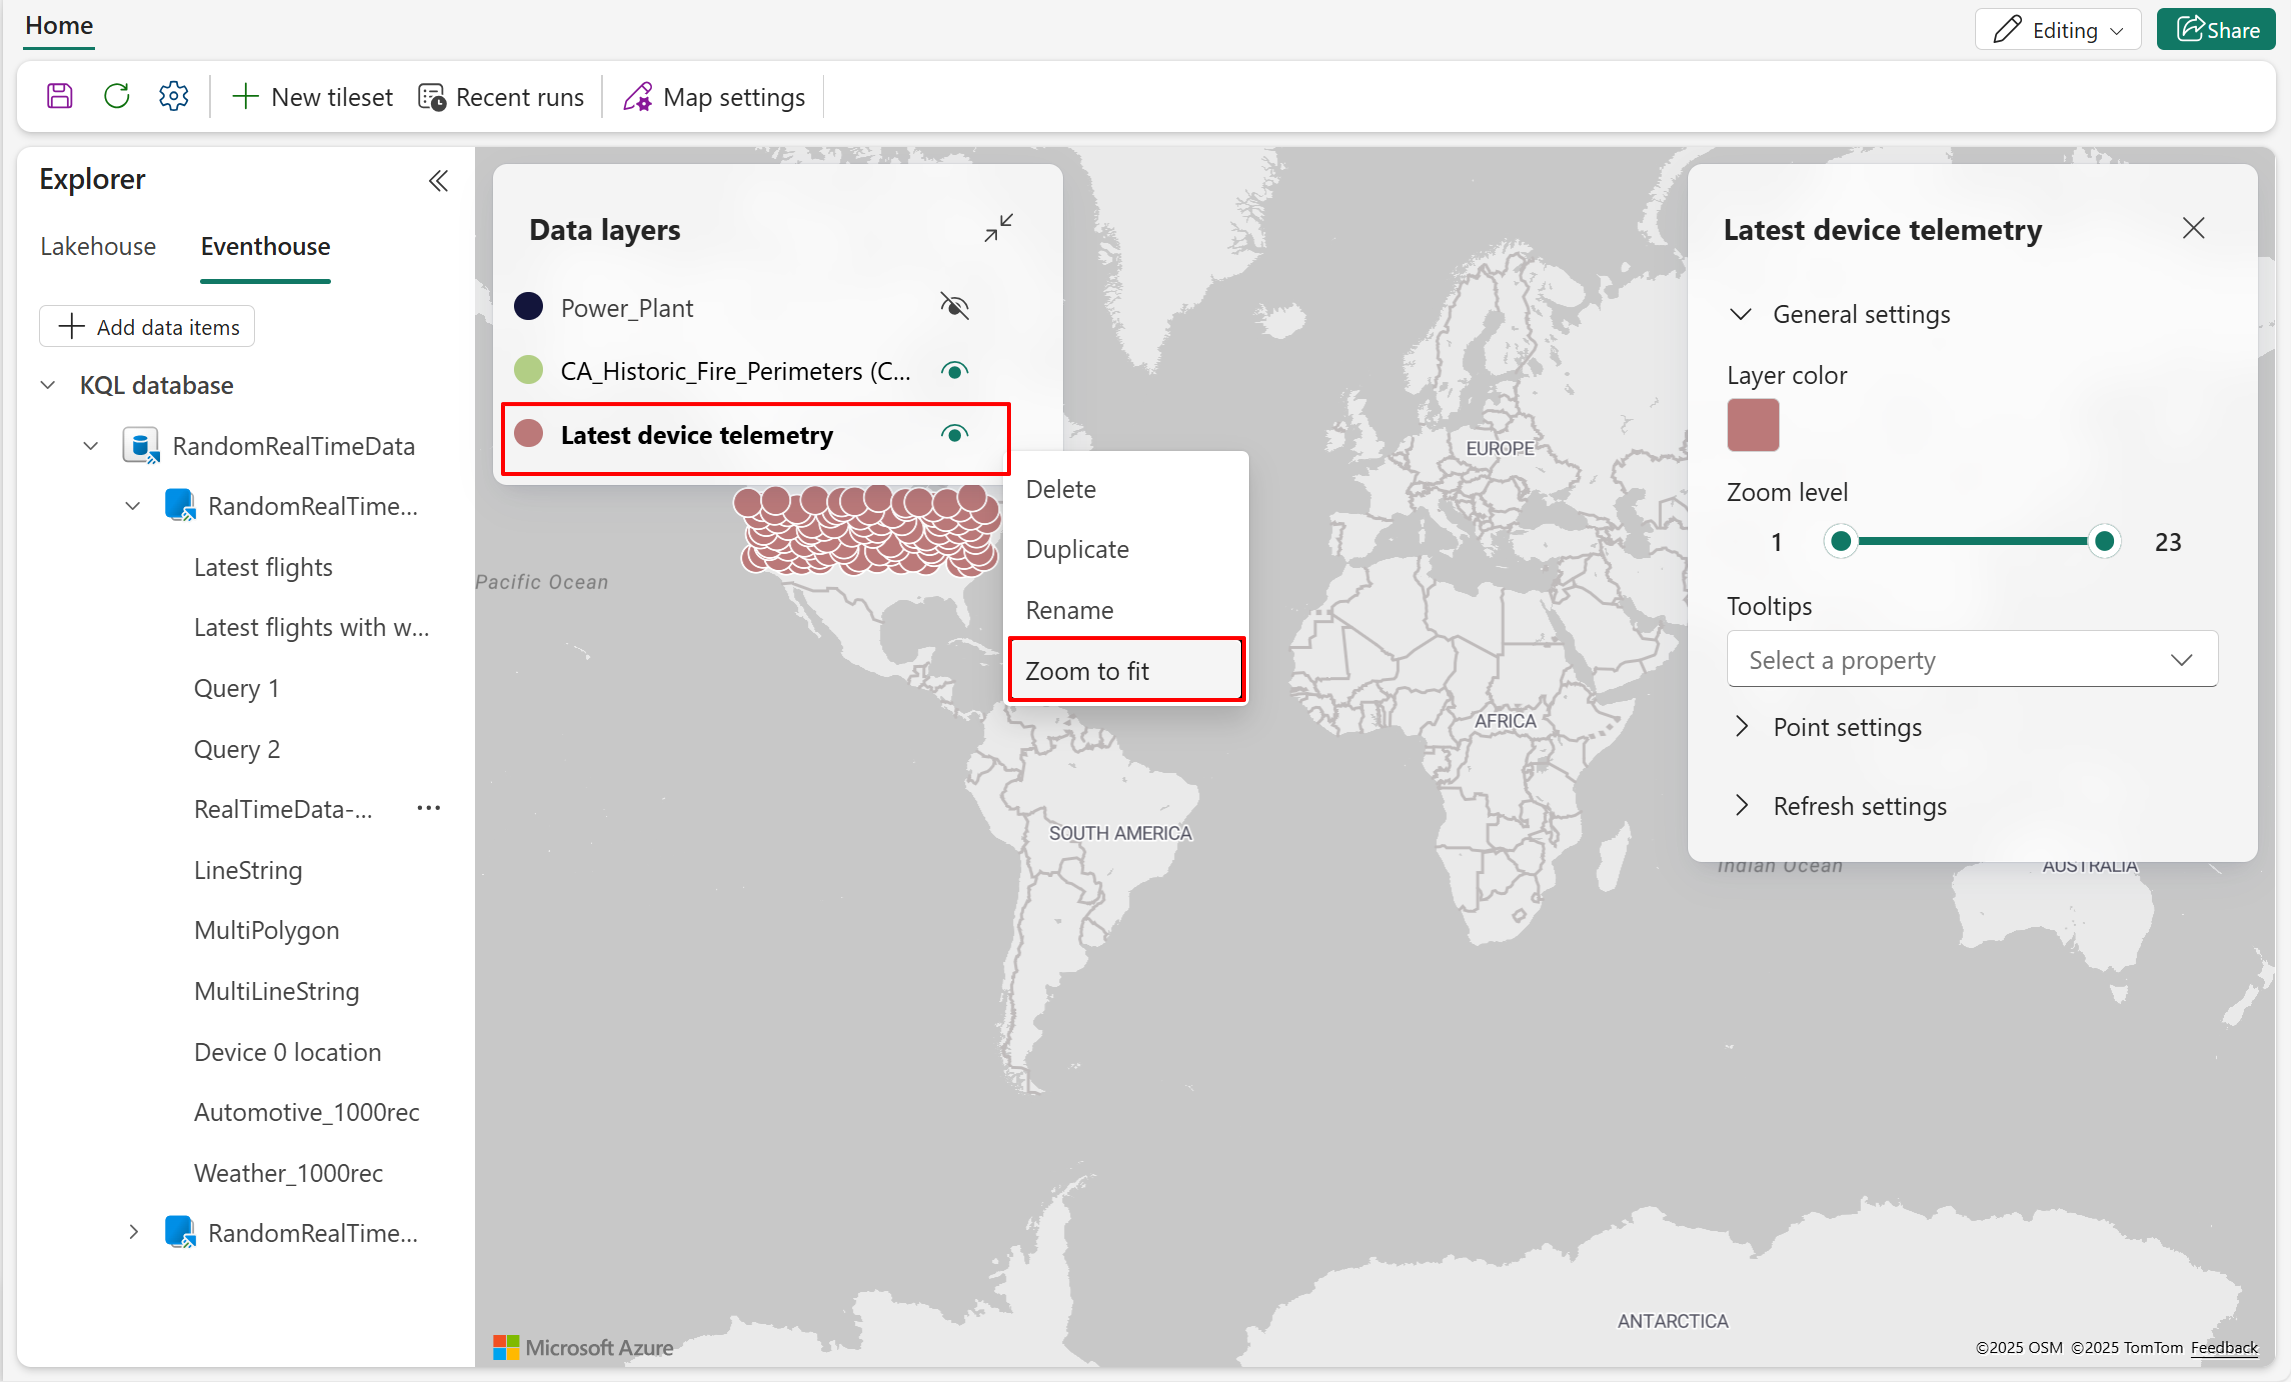 Home
Editing
Share
New tileset
Recent runs
Map settings
Explorer
Lakehouse
Eventhouse
Add data items
KQL database
RandomRealTimeData
RandomRealTime...
Latest flights
Latest flights with w...
Query 1
Query 2
RealTimeData-...
LineString
MultiPolygon
MultiLineString
Device 0 location
Automotive_1000rec
Weather_1000rec
RandomRealTime...
Data layers
Power_Plant
CA_Historic_Fire_Perimeters (C...
Latest device telemetry
Delete
Duplicate
Rename
Zoom to fit
Pacific Ocean
EUROPE
AFRICA
SOUTH AMERICA
Indian Ocean
AUSTRALIA
ANTARCTICA
Latest device telemetry
General settings
Layer color
Zoom level
1
23
Tooltips
Select a property
Point settings
Refresh settings
Microsoft Azure
©2025 OSM ©2025 TomTom Feedback